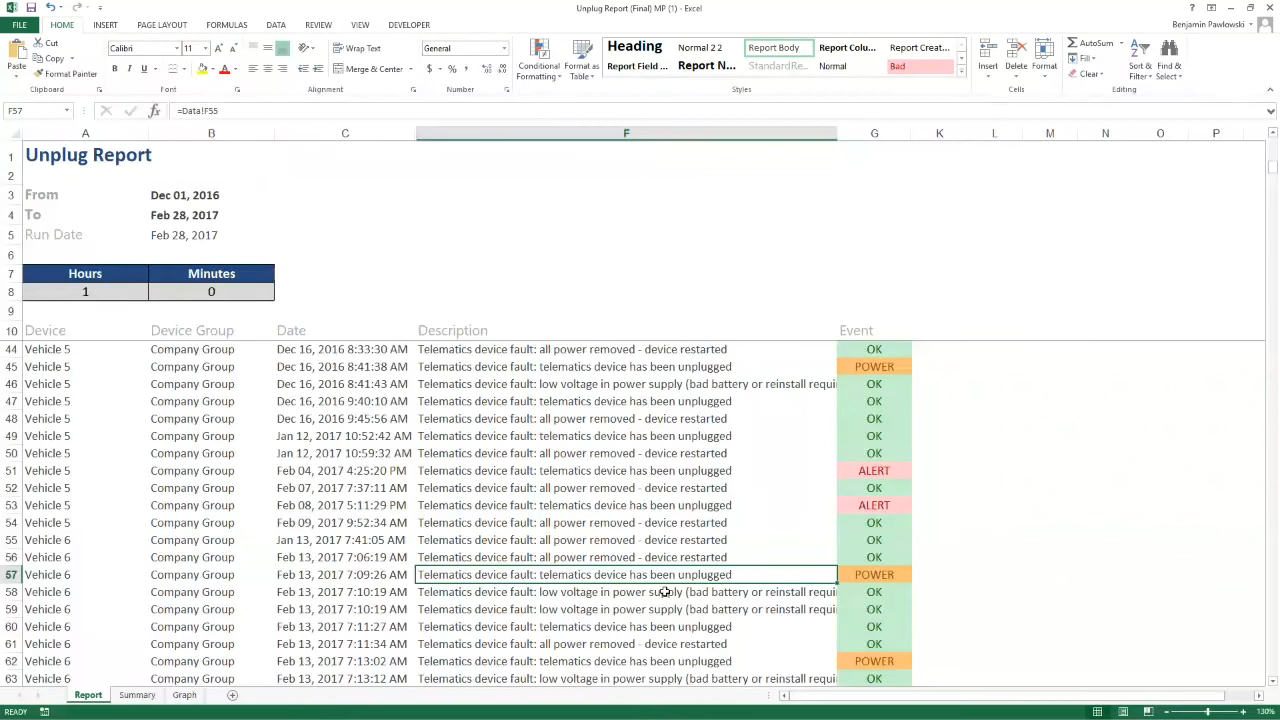 Unplug Report (Final) MP (1) - Excel
FILE HOME INSERT PAGE LAYOUT FORMULAS DATA REVIEW VIEW DEVELOPER Benjamin Pawlowski
Paste Cut Copy Format Painter Clipboard
Calibri 11 B I U Font
Wrap Text Merge & Center Alignment
General $ % Number
Conditional Formatting Format as Table
Heading Normal 2 2 Report Body Report Colu... Report Creat...
Report Field ... Report N... StandardRe... Normal Bad
Styles
Insert Delete Format Cells
AutoSum Fill Clear Sort & Filter Find & Select Editing
F57 fx =Data!F55
A B C F G K L M N O P
1 Unplug Report
2
3 From Dec 01, 2016
4 To Feb 28, 2017
5 Run Date Feb 28, 2017
6
7 Hours Minutes
8 1 0
9
10 Device Device Group Date Description Event
44 Vehicle 5 Company Group Dec 16, 2016 8:33:30 AM Telematics device fault: all power removed - device restarted OK
45 Vehicle 5 Company Group Dec 16, 2016 8:41:38 AM Telematics device fault: telematics device has been unplugged POWER
46 Vehicle 5 Company Group Dec 16, 2016 8:41:43 AM Telematics device fault: low voltage in power supply (bad battery or reinstall requi OK
47 Vehicle 5 Company Group Dec 16, 2016 9:40:10 AM Telematics device fault: telematics device has been unplugged OK
48 Vehicle 5 Company Group Dec 16, 2016 9:45:56 AM Telematics device fault: all power removed - device restarted OK
49 Vehicle 5 Company Group Jan 12, 2017 10:52:42 AM Telematics device fault: telematics device has been unplugged OK
50 Vehicle 5 Company Group Jan 12, 2017 10:59:32 AM Telematics device fault: all power removed - device restarted OK
51 Vehicle 5 Company Group Feb 04, 2017 4:25:20 PM Telematics device fault: telematics device has been unplugged ALERT
52 Vehicle 5 Company Group Feb 07, 2017 7:37:11 AM Telematics device fault: all power removed - device restarted OK
53 Vehicle 5 Company Group Feb 08, 2017 5:11:29 PM Telematics device fault: telematics device has been unplugged ALERT
54 Vehicle 5 Company Group Feb 09, 2017 9:52:34 AM Telematics device fault: all power removed - device restarted OK
55 Vehicle 6 Company Group Jan 13, 2017 7:41:05 AM Telematics device fault: all power removed - device restarted OK
56 Vehicle 6 Company Group Feb 13, 2017 7:06:19 AM Telematics device fault: all power removed - device restarted OK
57 Vehicle 6 Company Group Feb 13, 2017 7:09:26 AM Telematics device fault: telematics device has been unplugged POWER
58 Vehicle 6 Company Group Feb 13, 2017 7:10:19 AM Telematics device fault: low voltage in power supply (bad battery or reinstall requi OK
59 Vehicle 6 Company Group Feb 13, 2017 7:10:19 AM Telematics device fault: low voltage in power supply (bad battery or reinstall requi OK
60 Vehicle 6 Company Group Feb 13, 2017 7:11:27 AM Telematics device fault: telematics device has been unplugged OK
61 Vehicle 6 Company Group Feb 13, 2017 7:11:34 AM Telematics device fault: all power removed - device restarted OK
62 Vehicle 6 Company Group Feb 13, 2017 7:13:02 AM Telematics device fault: telematics device has been unplugged POWER
63 Vehicle 6 Company Group Feb 13, 2017 7:13:12 AM Telematics device fault: low voltage in power supply (bad battery or reinstall requi OK
Report Summary Graph
130%